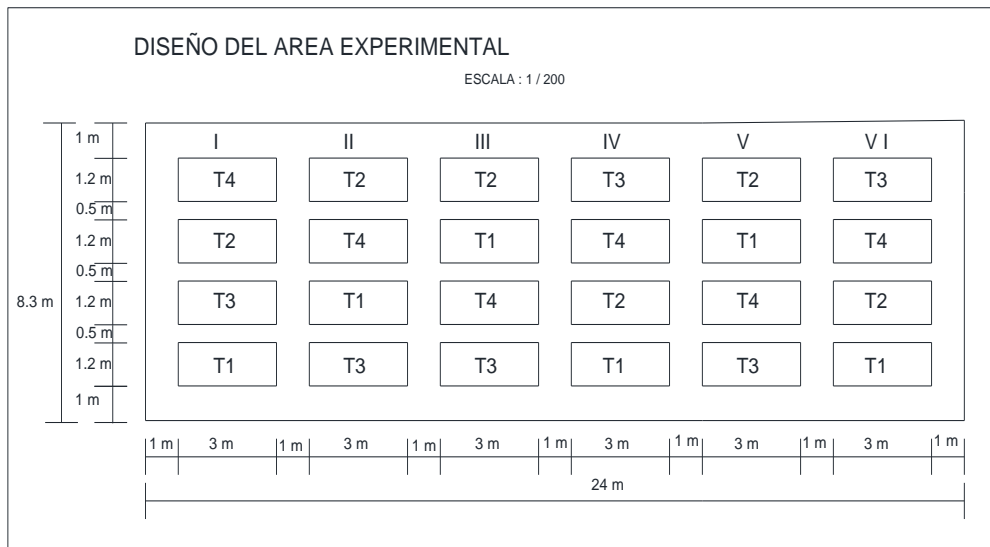 DISEÑO DEL AREA EXPERIMENTAL
ESCALA : 1 / 200
1 m
I II III IV V V I
1.2 m
T4 T2 T2 T3 T2 T3
0.5 m
1.2 m
T2 T4 T1 T4 T1 T4
0.5 m
8.3 m
1.2 m
T3 T1 T4 T2 T4 T2
0.5 m
1.2 m
T1 T3 T3 T1 T3 T1
1 m
1 m 3 m 1 m 3 m 1 m 3 m 1 m 3 m 1 m 3 m 1 m 3 m 1 m
24 m